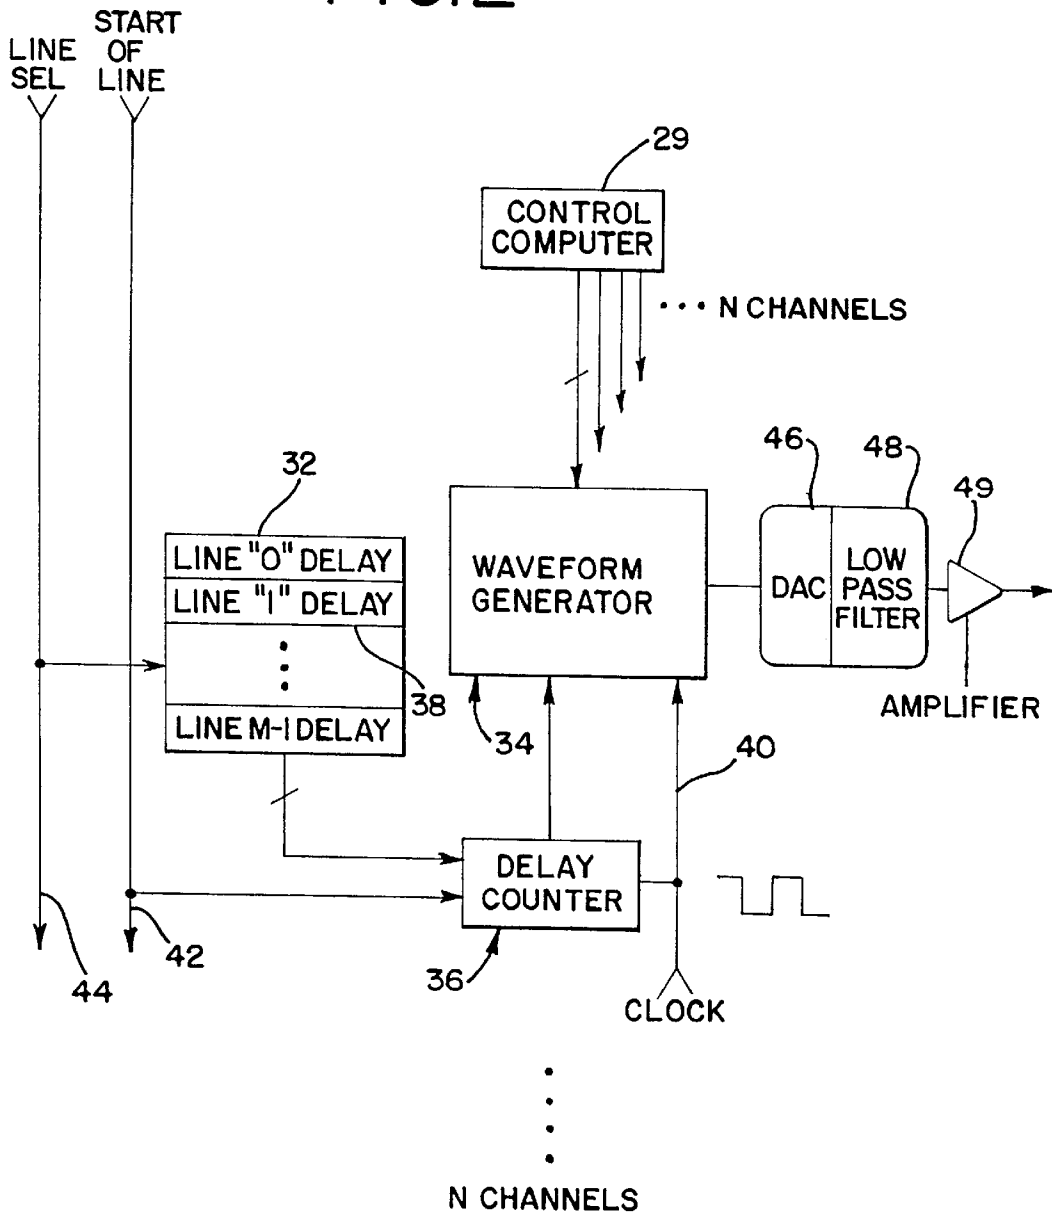 START
OF
LINE
LINE
SEL
29
CONTROL
COMPUTER
• • • N CHANNELS
46
48
49
32
LINE "0" DELAY
LINE "1" DELAY
LINE M-1 DELAY
38
WAVEFORM
GENERATOR
DAC
LOW
PASS
FILTER
AMPLIFIER
34
40
DELAY
COUNTER
42
44
36
CLOCK
N CHANNELS